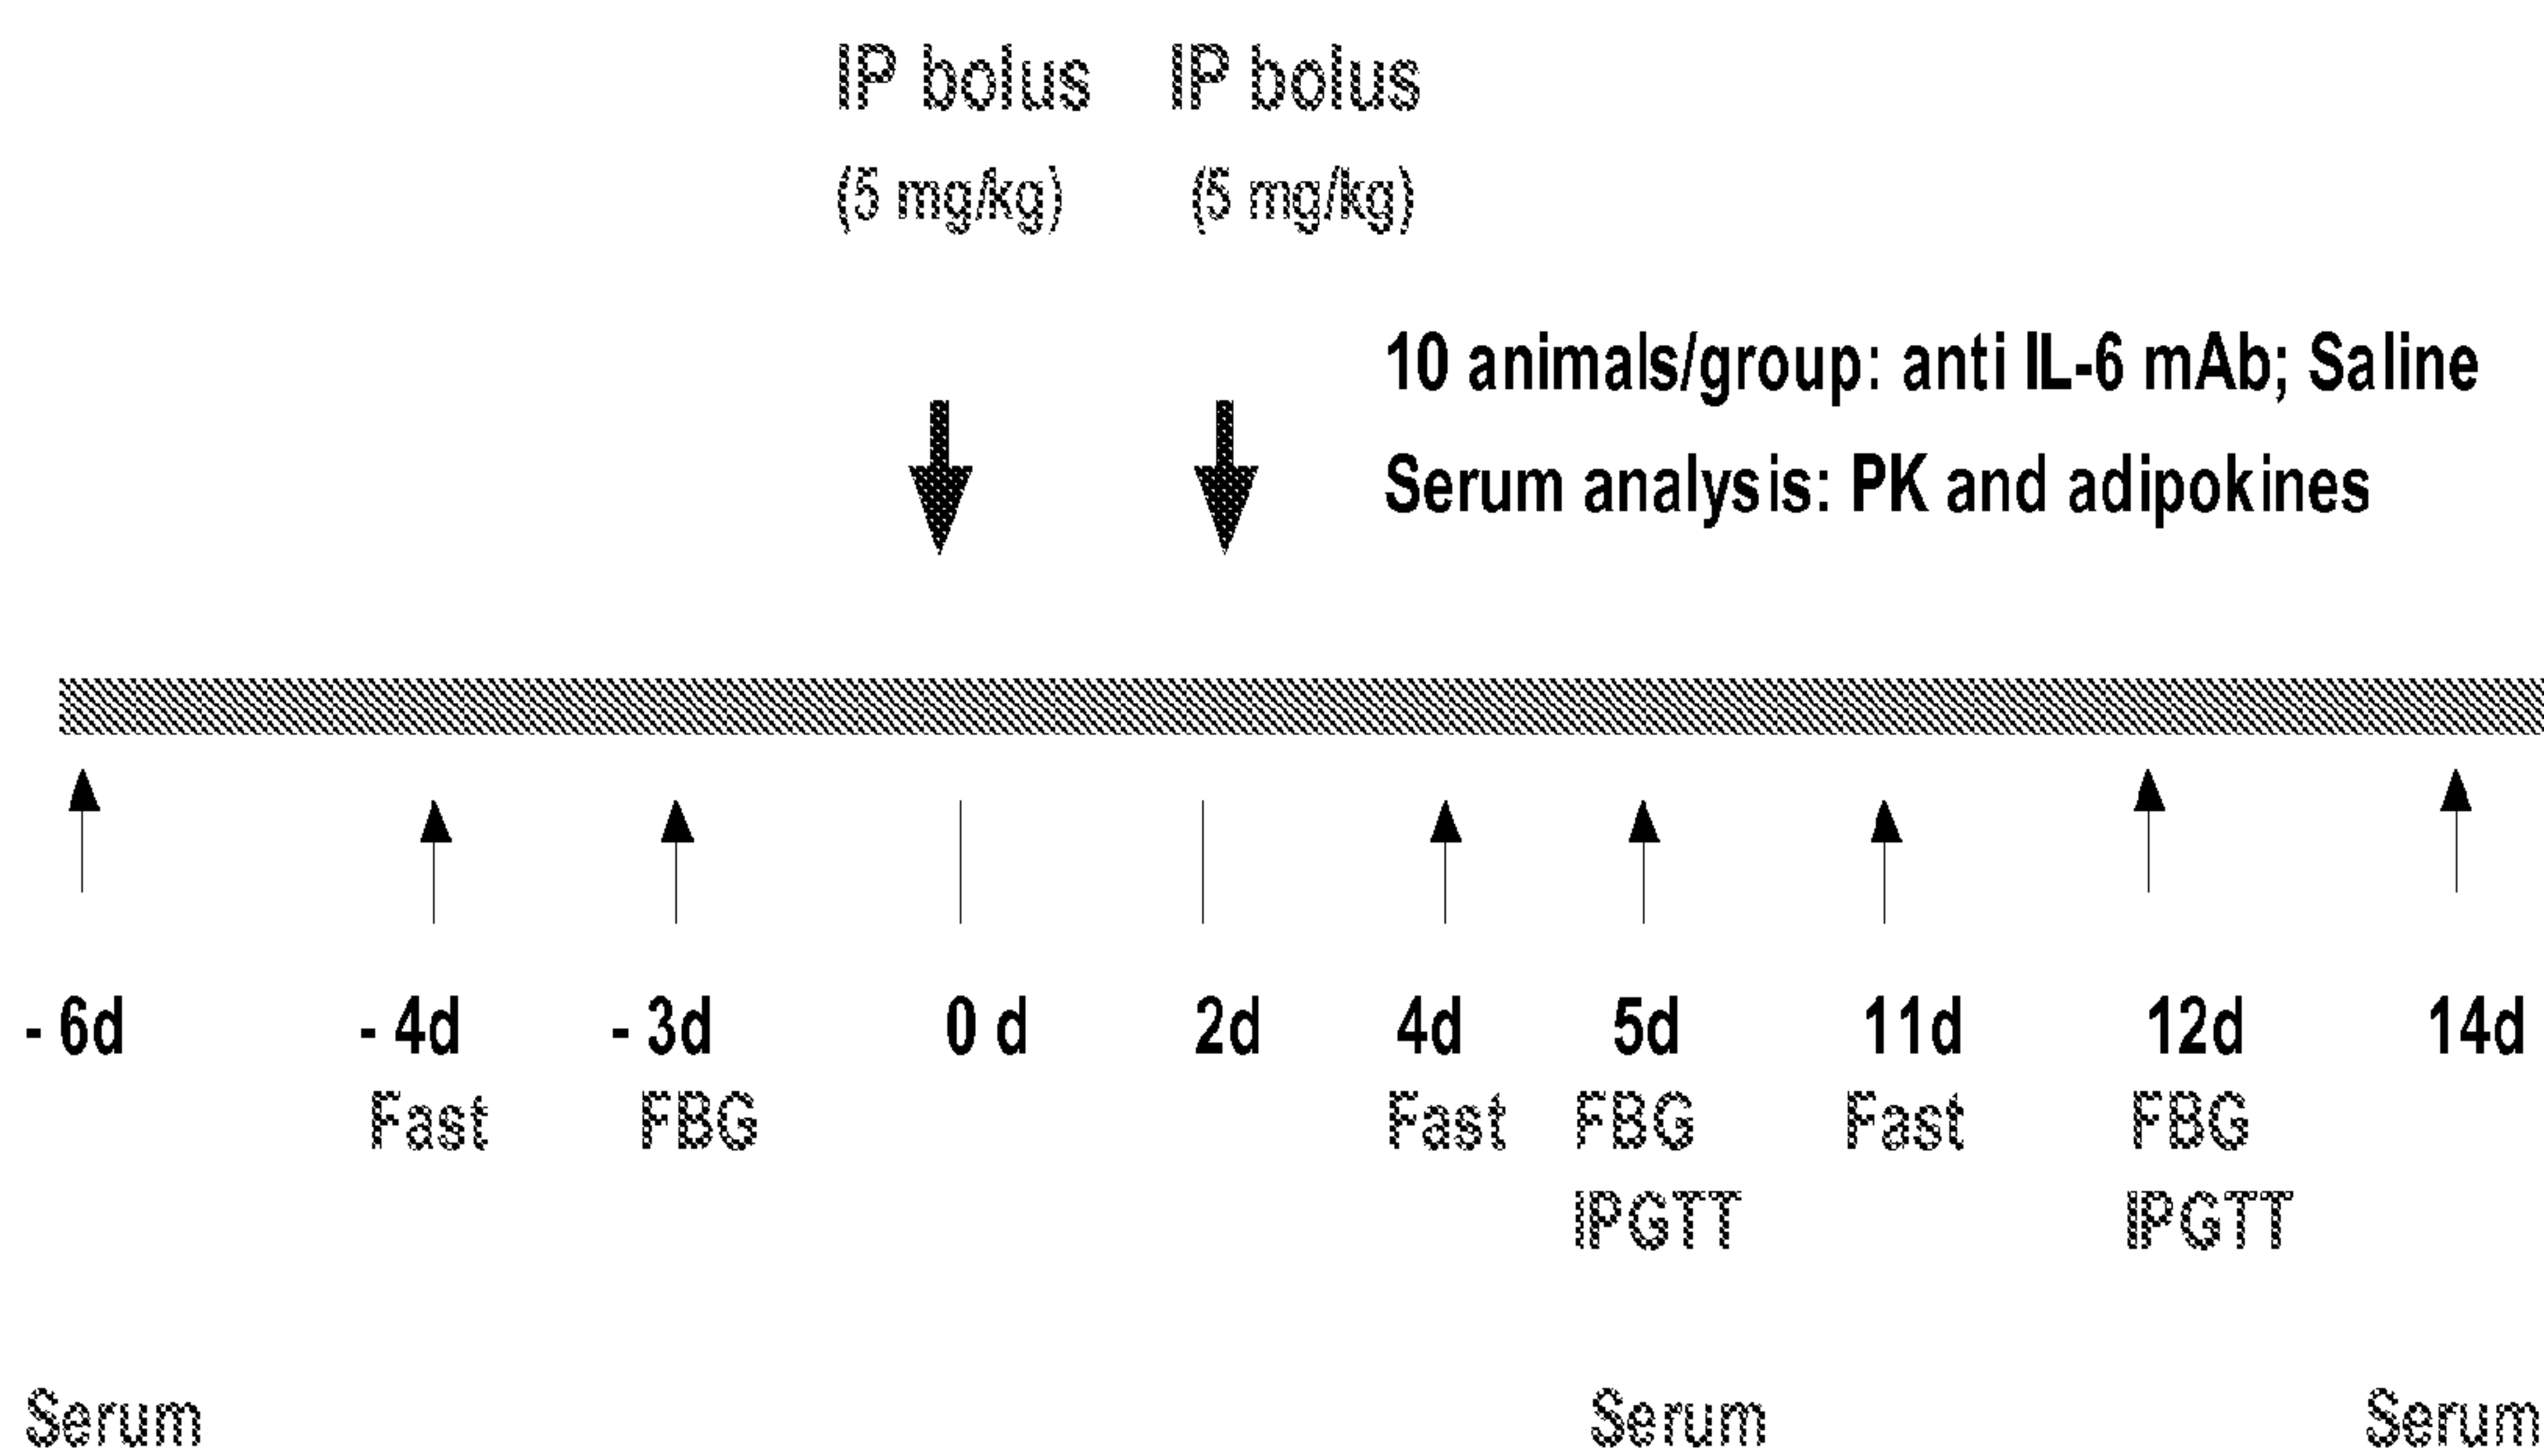 IP bolus IP bolus
(5 mg/kg) (5 mg/kg)
10 animals/group: anti IL-6 mAb; Saline
Serum analysis: PK and adipokines
- 6d - 4d - 3d 0 d 2d 4d 5d 11d 12d 14d
Fast FBG Fast FBG Fast FBG
IPGTT IPGTT
Serum Serum Serum